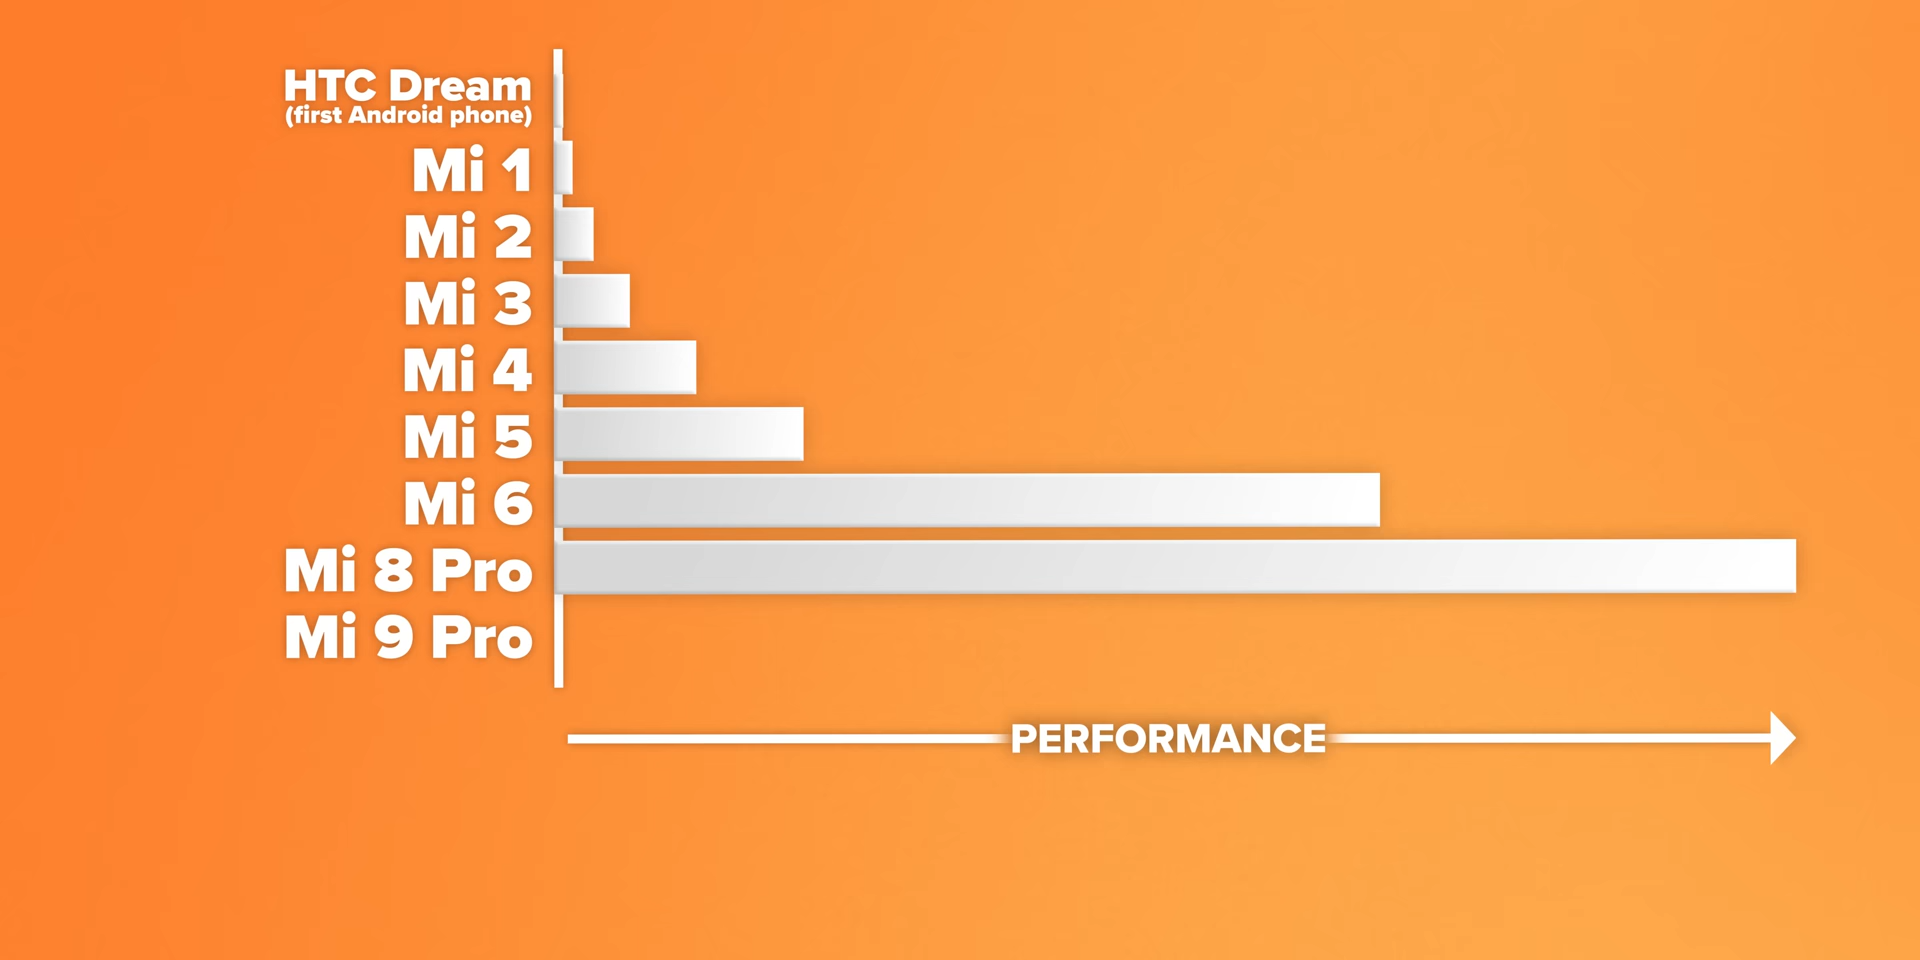 HTC Dream
(first Android phone)
Mi 1
Mi 2
Mi 3
Mi 4
Mi 5
Mi 6
Mi 8 Pro
Mi 9 Pro
PERFORMANCE